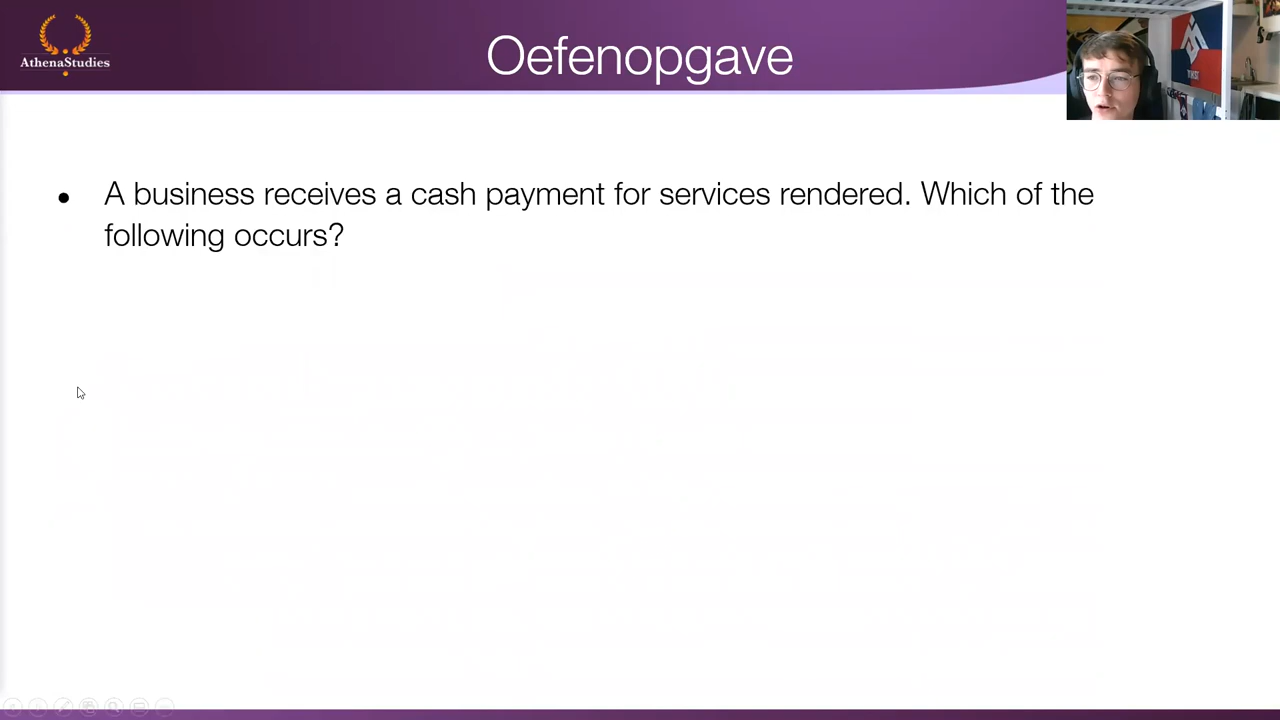 AthenaStudies
Oefenopgave
• A business receives a cash payment for services rendered. Which of the
following occurs?